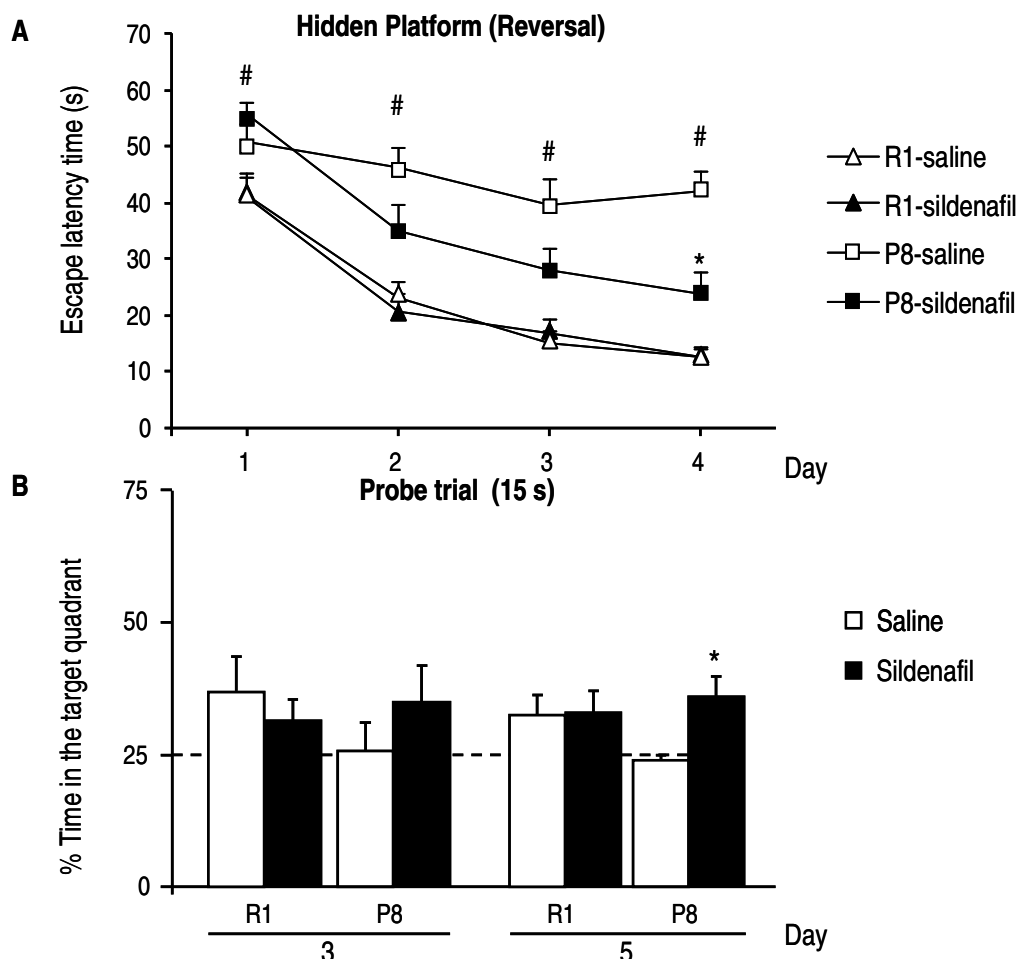 A
Hidden Platform (Reversal)
Escape latency time (s)
70
60
50
40
30
20
10
0
#
#
#
#
*
1 2 3 4 Day
R1-saline
R1-sildenafil
P8-saline
P8-sildenafil
B
Probe trial (15 s)
% Time in the target quadrant
75
50
25
0
*
Saline
Sildenafil
R1 P8 R1 P8
3 5 Day